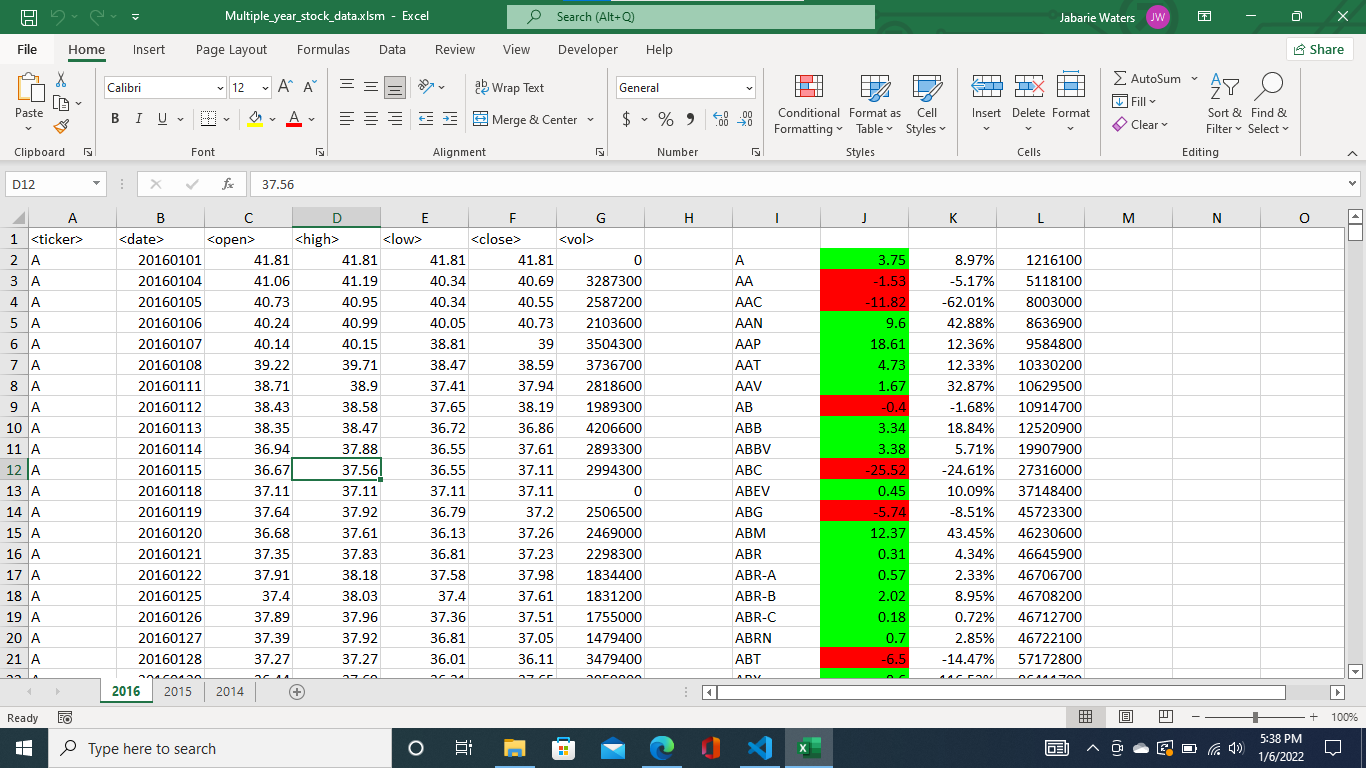 Multiple_year_stock_data.xlsm - Excel
Search (Alt+Q)
Jabarie Waters JW
File Home Insert Page Layout Formulas Data Review View Developer Help Share
Paste
Calibri 12
B I U A
Wrap Text
Merge & Center
General
$ %
Conditional Formatting
Format as Table
Cell Styles
Insert Delete Format
AutoSum
Fill
Clear
Sort & Filter
Find & Select
Clipboard Font Alignment Number Styles Cells Editing
D12 fx 37.56
A B C D E F G H I J K L M N O
1 <ticker> <date> <open> <high> <low> <close> <vol>
2 A 20160101 41.81 41.81 41.81 41.81 0 A 3.75 8.97% 1216100
3 A 20160104 41.06 41.19 40.34 40.69 3287300 AA -1.53 -5.17% 5118100
4 A 20160105 40.73 40.95 40.34 40.55 2587200 AAC -11.82 -62.01% 8003000
5 A 20160106 40.24 40.99 40.05 40.73 2103600 AAN 9.6 42.88% 8636900
6 A 20160107 40.14 40.15 38.81 39 3504300 AAP 18.61 12.36% 9584800
7 A 20160108 39.22 39.71 38.47 38.59 3736700 AAT 4.73 12.33% 10330200
8 A 20160111 38.71 38.9 37.41 37.94 2818600 AAV 1.67 32.87% 10629500
9 A 20160112 38.43 38.58 37.65 38.19 1989300 AB -0.4 -1.68% 10914700
10 A 20160113 38.35 38.47 36.72 36.86 4206600 ABB 3.34 18.84% 12520900
11 A 20160114 36.94 37.88 36.55 37.61 2893300 ABBV 3.38 5.71% 19907900
12 A 20160115 36.67 37.56 36.55 37.11 2994300 ABC -25.52 -24.61% 27316000
13 A 20160118 37.11 37.11 37.11 37.11 0 ABEV 0.45 10.09% 37148400
14 A 20160119 37.64 37.92 36.79 37.2 2506500 ABG -5.74 -8.51% 45723300
15 A 20160120 36.68 37.61 36.13 37.26 2469000 ABM 12.37 43.45% 46230600
16 A 20160121 37.35 37.83 36.81 37.23 2298300 ABR 0.31 4.34% 46645900
17 A 20160122 37.91 38.18 37.58 37.98 1834400 ABR-A 0.57 2.33% 46706700
18 A 20160125 37.4 38.03 37.4 37.61 1831200 ABR-B 2.02 8.95% 46708200
19 A 20160126 37.89 37.96 37.36 37.51 1755000 ABR-C 0.18 0.72% 46712700
20 A 20160127 37.39 37.92 36.81 37.05 1479400 ABRN 0.7 2.85% 46722100
21 A 20160128 37.27 37.27 36.01 36.11 3479400 ABT -6.5 -14.47% 57172800
2016 2015 2014
Ready 100%
Type here to search
5:38 PM
1/6/2022